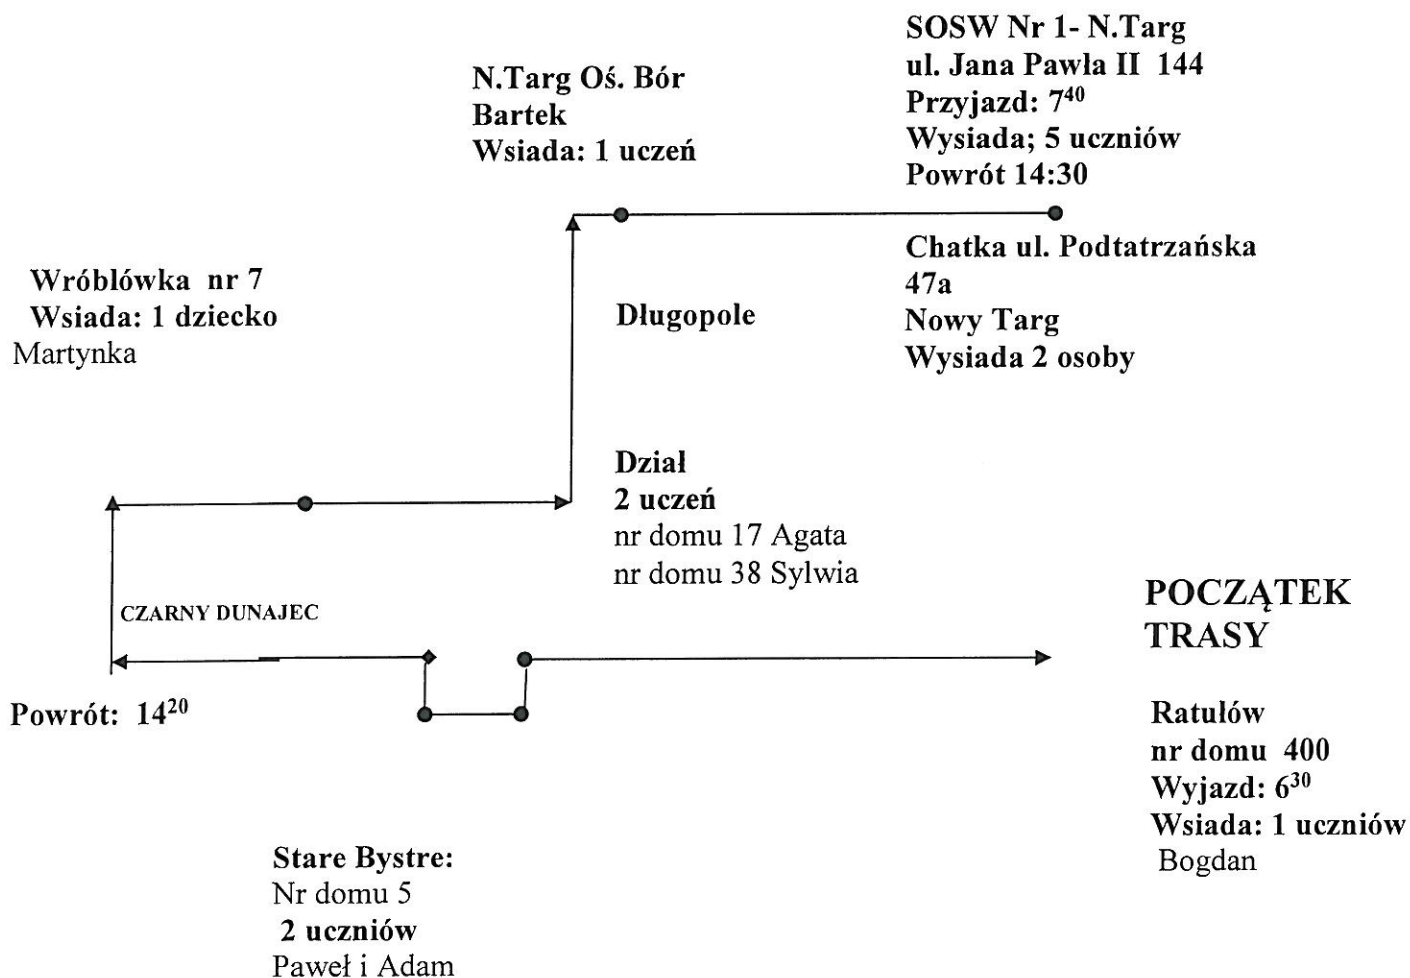 SOSW Nr 1- N.Targ
ul. Jana Pawła II 144
Przyjazd: 7⁴⁰
Wysiada; 5 uczniów
Powrót 14:30
N.Targ Oś. Bór
Bartek
Wsiada: 1 uczeń
Chatka ul. Podtatrzańska
47a
Nowy Targ
Wysiada 2 osoby
Wróblówka nr 7
Wsiada: 1 dziecko
Martynka
Długopole
Dział
2 uczeń
nr domu 17 Agata
nr domu 38 Sylwia
CZARNY DUNAJEC
POCZĄTEK
TRASY
Powrót: 14²⁰
Ratułów
nr domu 400
Wyjazd: 6³⁰
Wsiada: 1 uczniów
Bogdan
Stare Bystre:
Nr domu 5
2 uczniów
Paweł i Adam